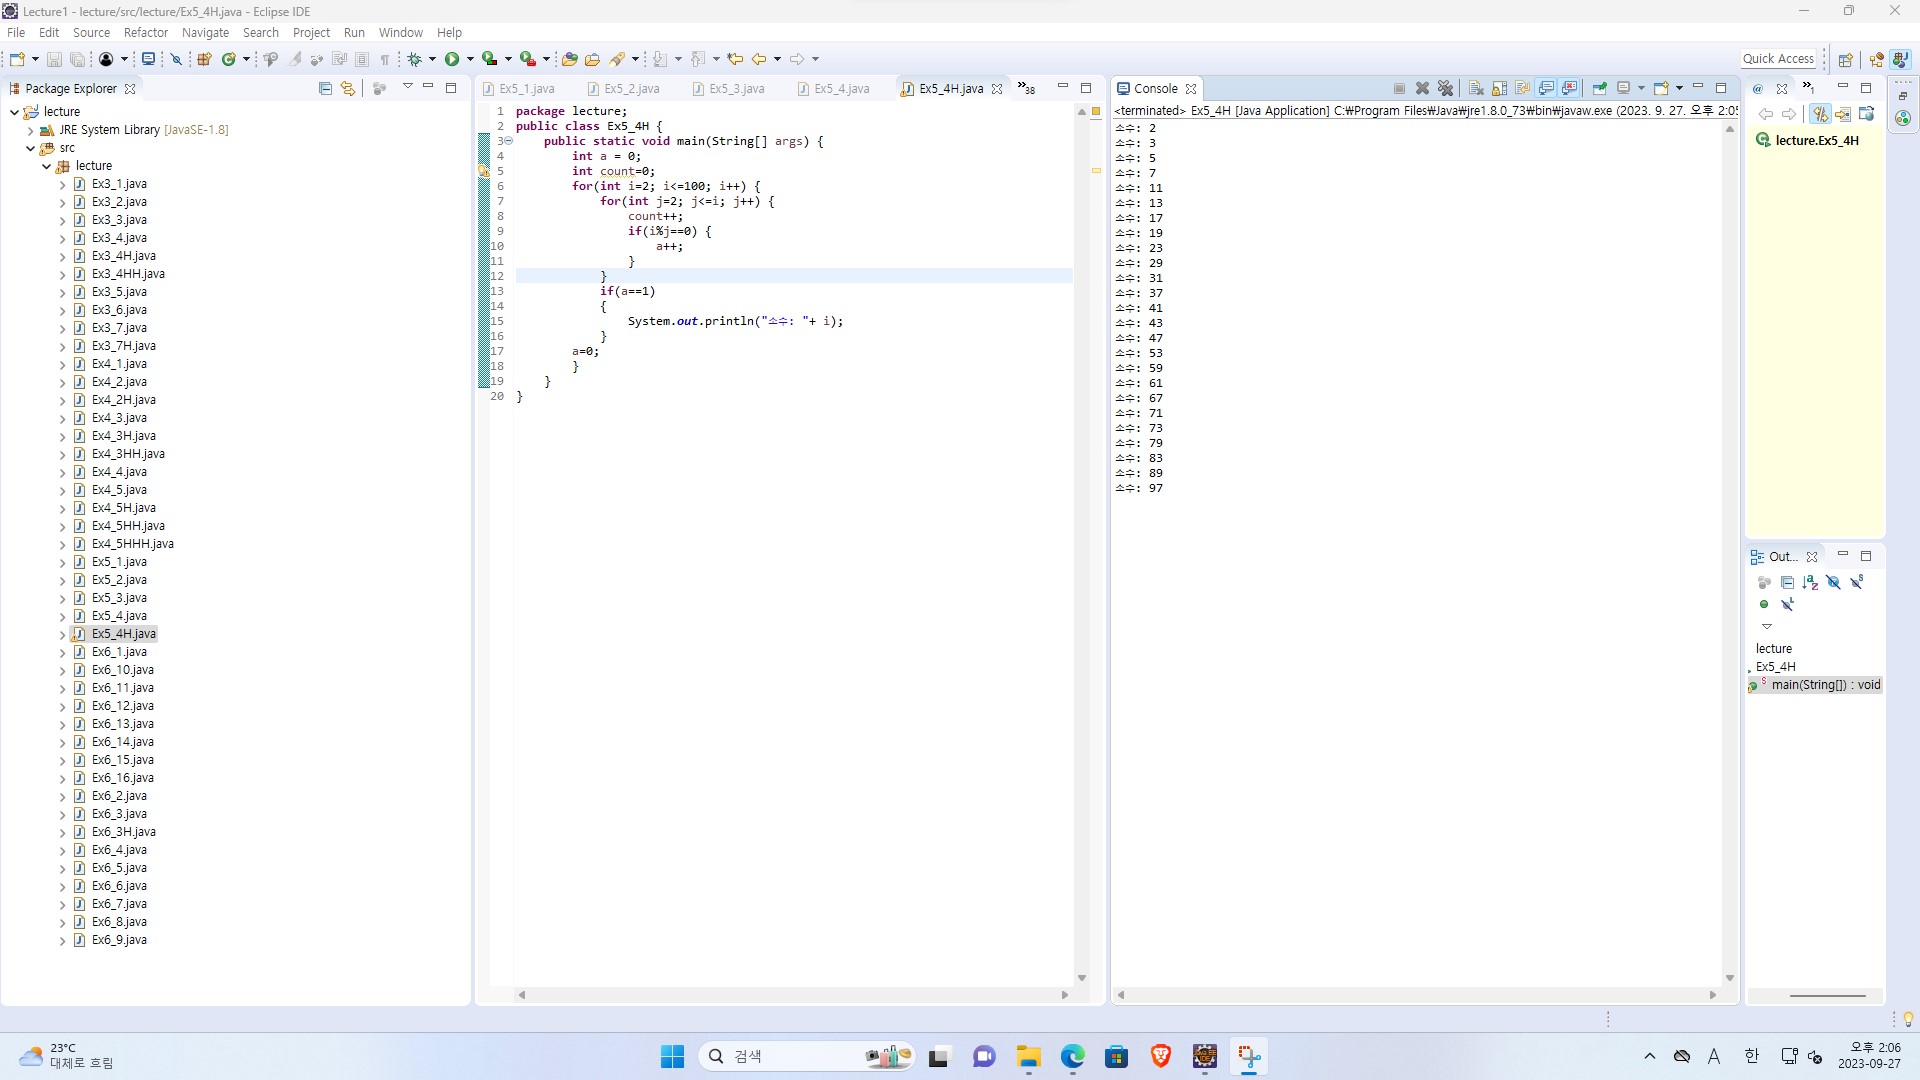 Lecture1 - lecture/src/lecture/Ex5_4H.java - Eclipse IDE
File Edit Source Refactor Navigate Search Project Run Window Help
Quick Access
Package Explorer
lecture
JRE System Library [JavaSE-1.8]
src
lecture
Ex3_1.java
Ex3_2.java
Ex3_3.java
Ex3_4.java
Ex3_4H.java
Ex3_4HH.java
Ex3_5.java
Ex3_6.java
Ex3_7.java
Ex3_7H.java
Ex4_1.java
Ex4_2.java
Ex4_2H.java
Ex4_3.java
Ex4_3H.java
Ex4_3HH.java
Ex4_4.java
Ex4_5.java
Ex4_5H.java
Ex4_5HH.java
Ex4_5HHH.java
Ex5_1.java
Ex5_2.java
Ex5_3.java
Ex5_4.java
Ex5_4H.java
Ex6_1.java
Ex6_10.java
Ex6_11.java
Ex6_12.java
Ex6_13.java
Ex6_14.java
Ex6_15.java
Ex6_16.java
Ex6_2.java
Ex6_3.java
Ex6_3H.java
Ex6_4.java
Ex6_5.java
Ex6_6.java
Ex6_7.java
Ex6_8.java
Ex6_9.java
Ex5_1.java Ex5_2.java Ex5_3.java Ex5_4.java Ex5_4H.java »38
1 package lecture;
2 public class Ex5_4H {
3 public static void main(String[] args) {
4 int a = 0;
5 int count=0;
6 for(int i=2; i<=100; i++) {
7 for(int j=2; j<=i; j++) {
8 count++;
9 if(i%j==0) {
10 a++;
11 }
12 }
13 if(a==1)
14 {
15 System.out.println("소수: "+ i);
16 }
17 a=0;
18 }
19 }
20 }
Console
<terminated> Ex5_4H [Java Application] C:₩Program Files₩Java₩jre1.8.0_73₩bin₩javaw.exe (2023. 9. 27. 오후 2:05
소수: 2
소수: 3
소수: 5
소수: 7
소수: 11
소수: 13
소수: 17
소수: 19
소수: 23
소수: 29
소수: 31
소수: 37
소수: 41
소수: 43
소수: 47
소수: 53
소수: 59
소수: 61
소수: 67
소수: 71
소수: 73
소수: 79
소수: 83
소수: 89
소수: 97
@ »1
lecture.Ex5_4H
Out...
lecture
Ex5_4H
main(String[]) : void
23°C
대체로 흐림
검색
A 한
오후 2:06
2023-09-27